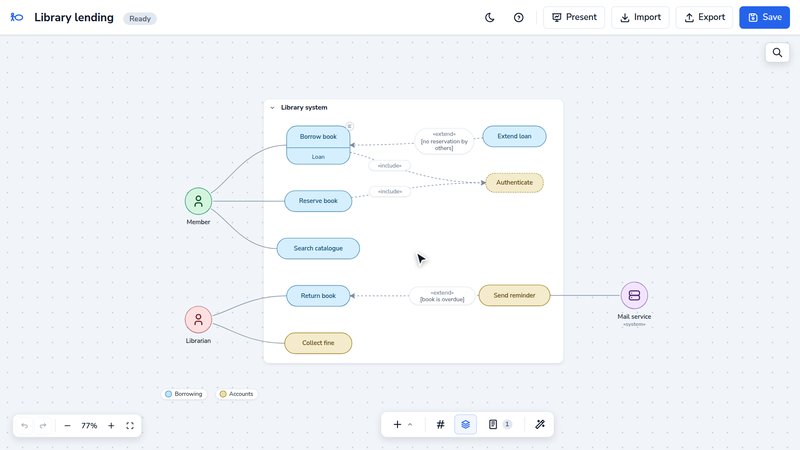 Library lending
Ready
Present
Import
Export
Save
Library system
Borrow book
Loan
«extend»
[no reservation by
others]
Extend loan
«include»
Authenticate
«include»
Reserve book
Member
Search catalogue
Return book
«extend»
[book is overdue]
Send reminder
Mail service
«system»
Librarian
Collect fine
Borrowing
Accounts
77%
1